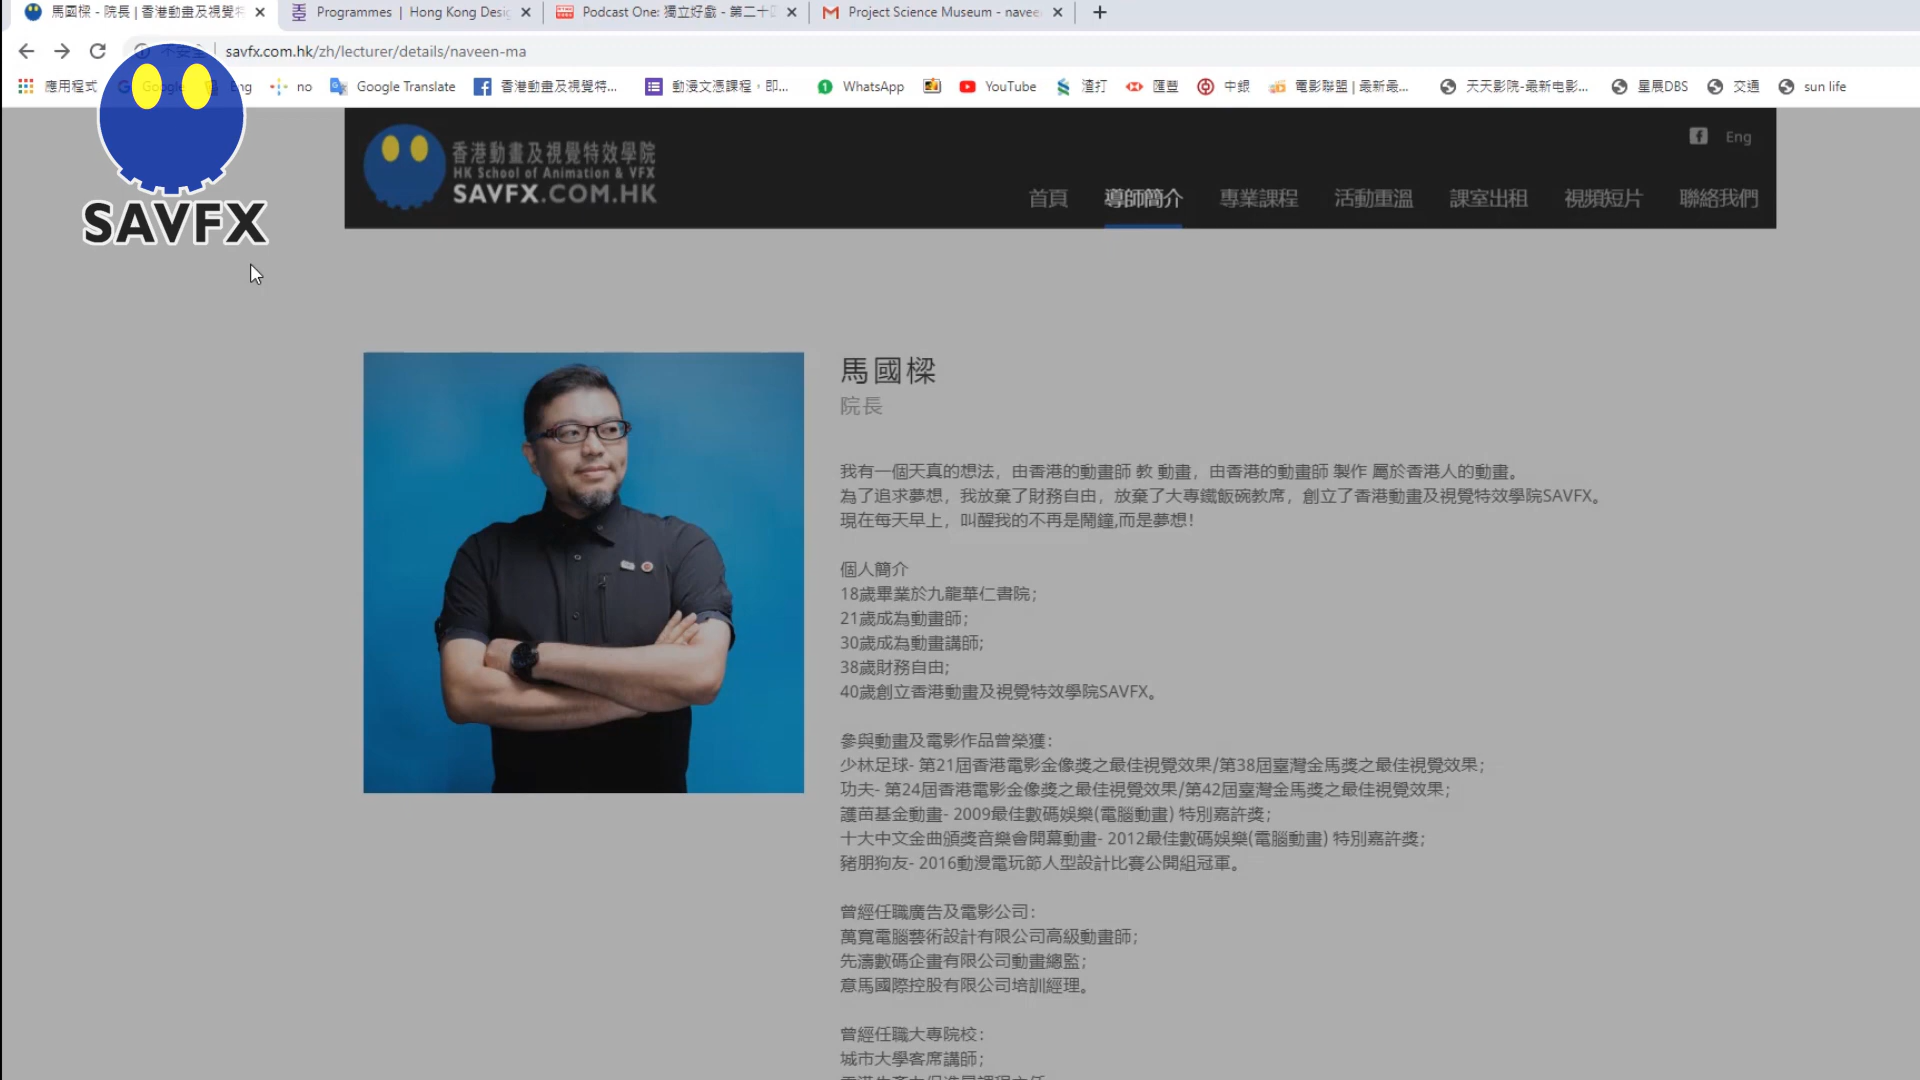 馬國樑 - 院長 | 香港動畫及視覺特
Programmes | Hong Kong Desig
Podcast One: 獨立好戲 - 第二十四
Project Science Museum - navee
不安全
savfx.com.hk/zh/lecturer/details/naveen-ma
應用程式
Google
Eng
no
Google Translate
香港動畫及視覺特...
動漫文憑課程，即...
WhatsApp
YouTube
渣打
匯豐
中銀
電影聯盟 | 最新最...
天天影院-最新电影...
星展DBS
交通
sun life
SAVFX
香港動畫及視覺特效學院
HK School of Animation & VFX
SAVFX.COM.HK
Eng
首頁
導師簡介
專業課程
活動重溫
課室出租
視頻短片
聯絡我們
馬國樑
院長
我有一個天真的想法，由香港的動畫師 教 動畫，由香港的動畫師 製作 屬於香港人的動畫。
為了追求夢想，我放棄了財務自由，放棄了大專鐵飯碗教席，創立了香港動畫及視覺特效學院SAVFX。
現在每天早上，叫醒我的不再是鬧鐘,而是夢想！
個人簡介
18歲畢業於九龍華仁書院；
21歲成為動畫師；
30歲成為動畫講師；
38歲財務自由；
40歲創立香港動畫及視覺特效學院SAVFX。
參與動畫及電影作品曾榮獲：
少林足球- 第21屆香港電影金像獎之最佳視覺效果/第38屆臺灣金馬獎之最佳視覺效果；
功夫- 第24屆香港電影金像獎之最佳視覺效果/第42屆臺灣金馬獎之最佳視覺效果；
護苗基金動畫- 2009最佳數碼娛樂(電腦動畫) 特別嘉許獎；
十大中文金曲頒獎音樂會開幕動畫- 2012最佳數碼娛樂(電腦動畫) 特別嘉許獎；
豬朋狗友- 2016動漫電玩節人型設計比賽公開組冠軍。
曾經任職廣告及電影公司：
萬寬電腦藝術設計有限公司高級動畫師；
先濤數碼企畫有限公司動畫總監；
意馬國際控股有限公司培訓經理。
曾經任職大專院校：
城市大學客席講師；